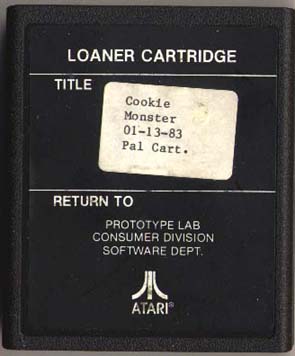 LOANER CARTRIDGE
TITLE
Cookie
Monster
01-13-83
Pal Cart.
RETURN TO
PROTOTYPE LAB
CONSUMER DIVISION
SOFTWARE DEPT.
ATARI®